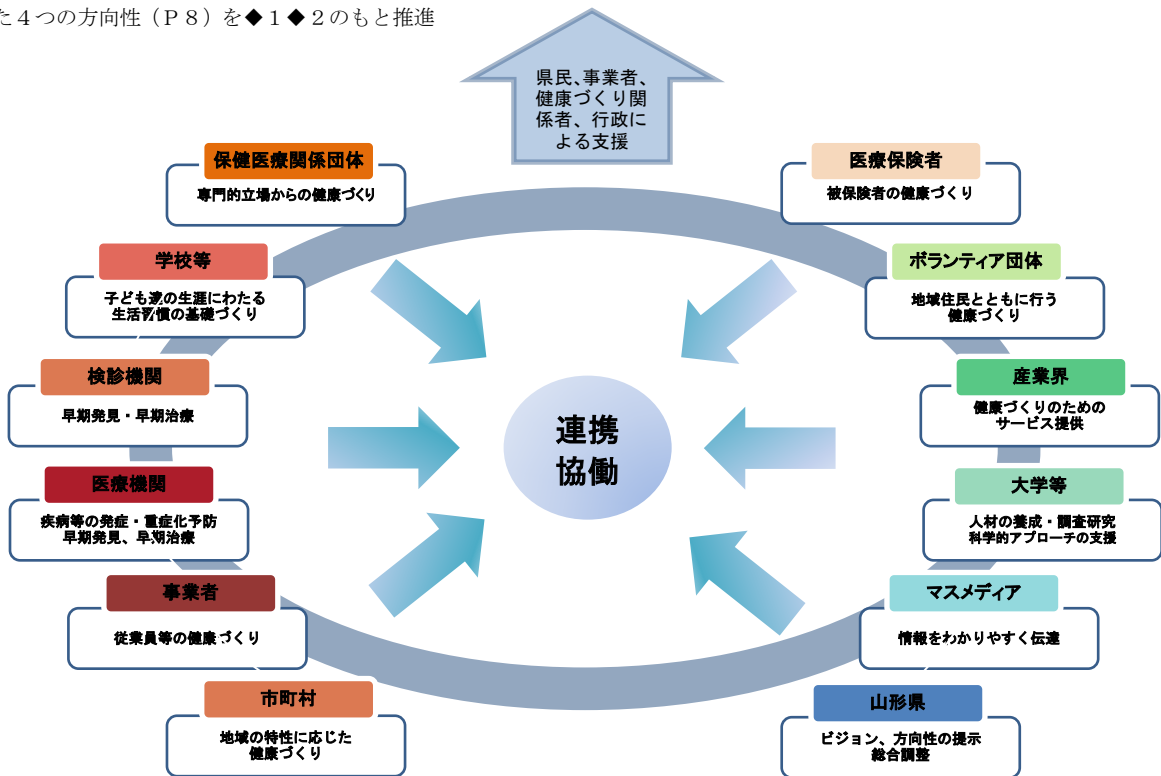 た４つの方向性（Ｐ８）を◆１◆２のもと推進
県民、事業者、
健康づくり関
係者、行政に
よる支援
保健医療関係団体
専門的立場からの健康づくり
医療保険者
被保険者の健康づくり
学校等
子ども達の生涯にわたる
生活習慣の基礎づくり
ボランティア団体
地域住民とともに行う
健康づくり
検診機関
早期発見・早期治療
産業界
健康づくりのための
サービス提供
連携
協働
医療機関
疾病等の発症・重症化予防
早期発見、早期治療
大学等
人材の養成・調査研究
科学的アプローチの支援
事業者
従業員等の健康づくり
マスメディア
情報をわかりやすく伝達
市町村
地域の特性に応じた
健康づくり
山形県
ビジョン、方向性の提示
総合調整